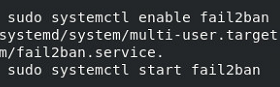 sudo systemctl enable fail2ban
systemd/system/multi-user.target
m/fail2ban.service.
sudo systemctl start fail2ban